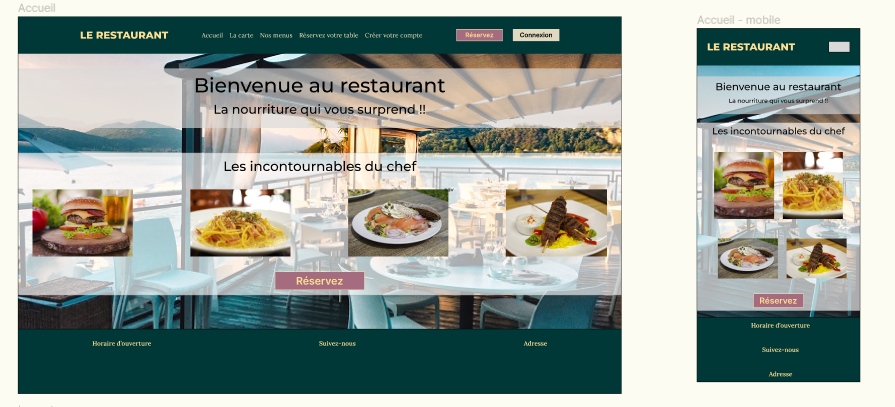 Accueil
LE RESTAURANT
Accueil La carte Nos menus Réservez votre table Créer votre compte Réservez Connexion
Bienvenue au restaurant
La nourriture qui vous surprend !!
Les incontournables du chef
Réservez
Horaire d'ouverture Suivez-nous Adresse
Accueil - mobile
LE RESTAURANT
Bienvenue au restaurant
La nourriture qui vous surprend !!
Les incontournables du chef
Réservez
Horaire d'ouverture
Suivez-nous
Adresse